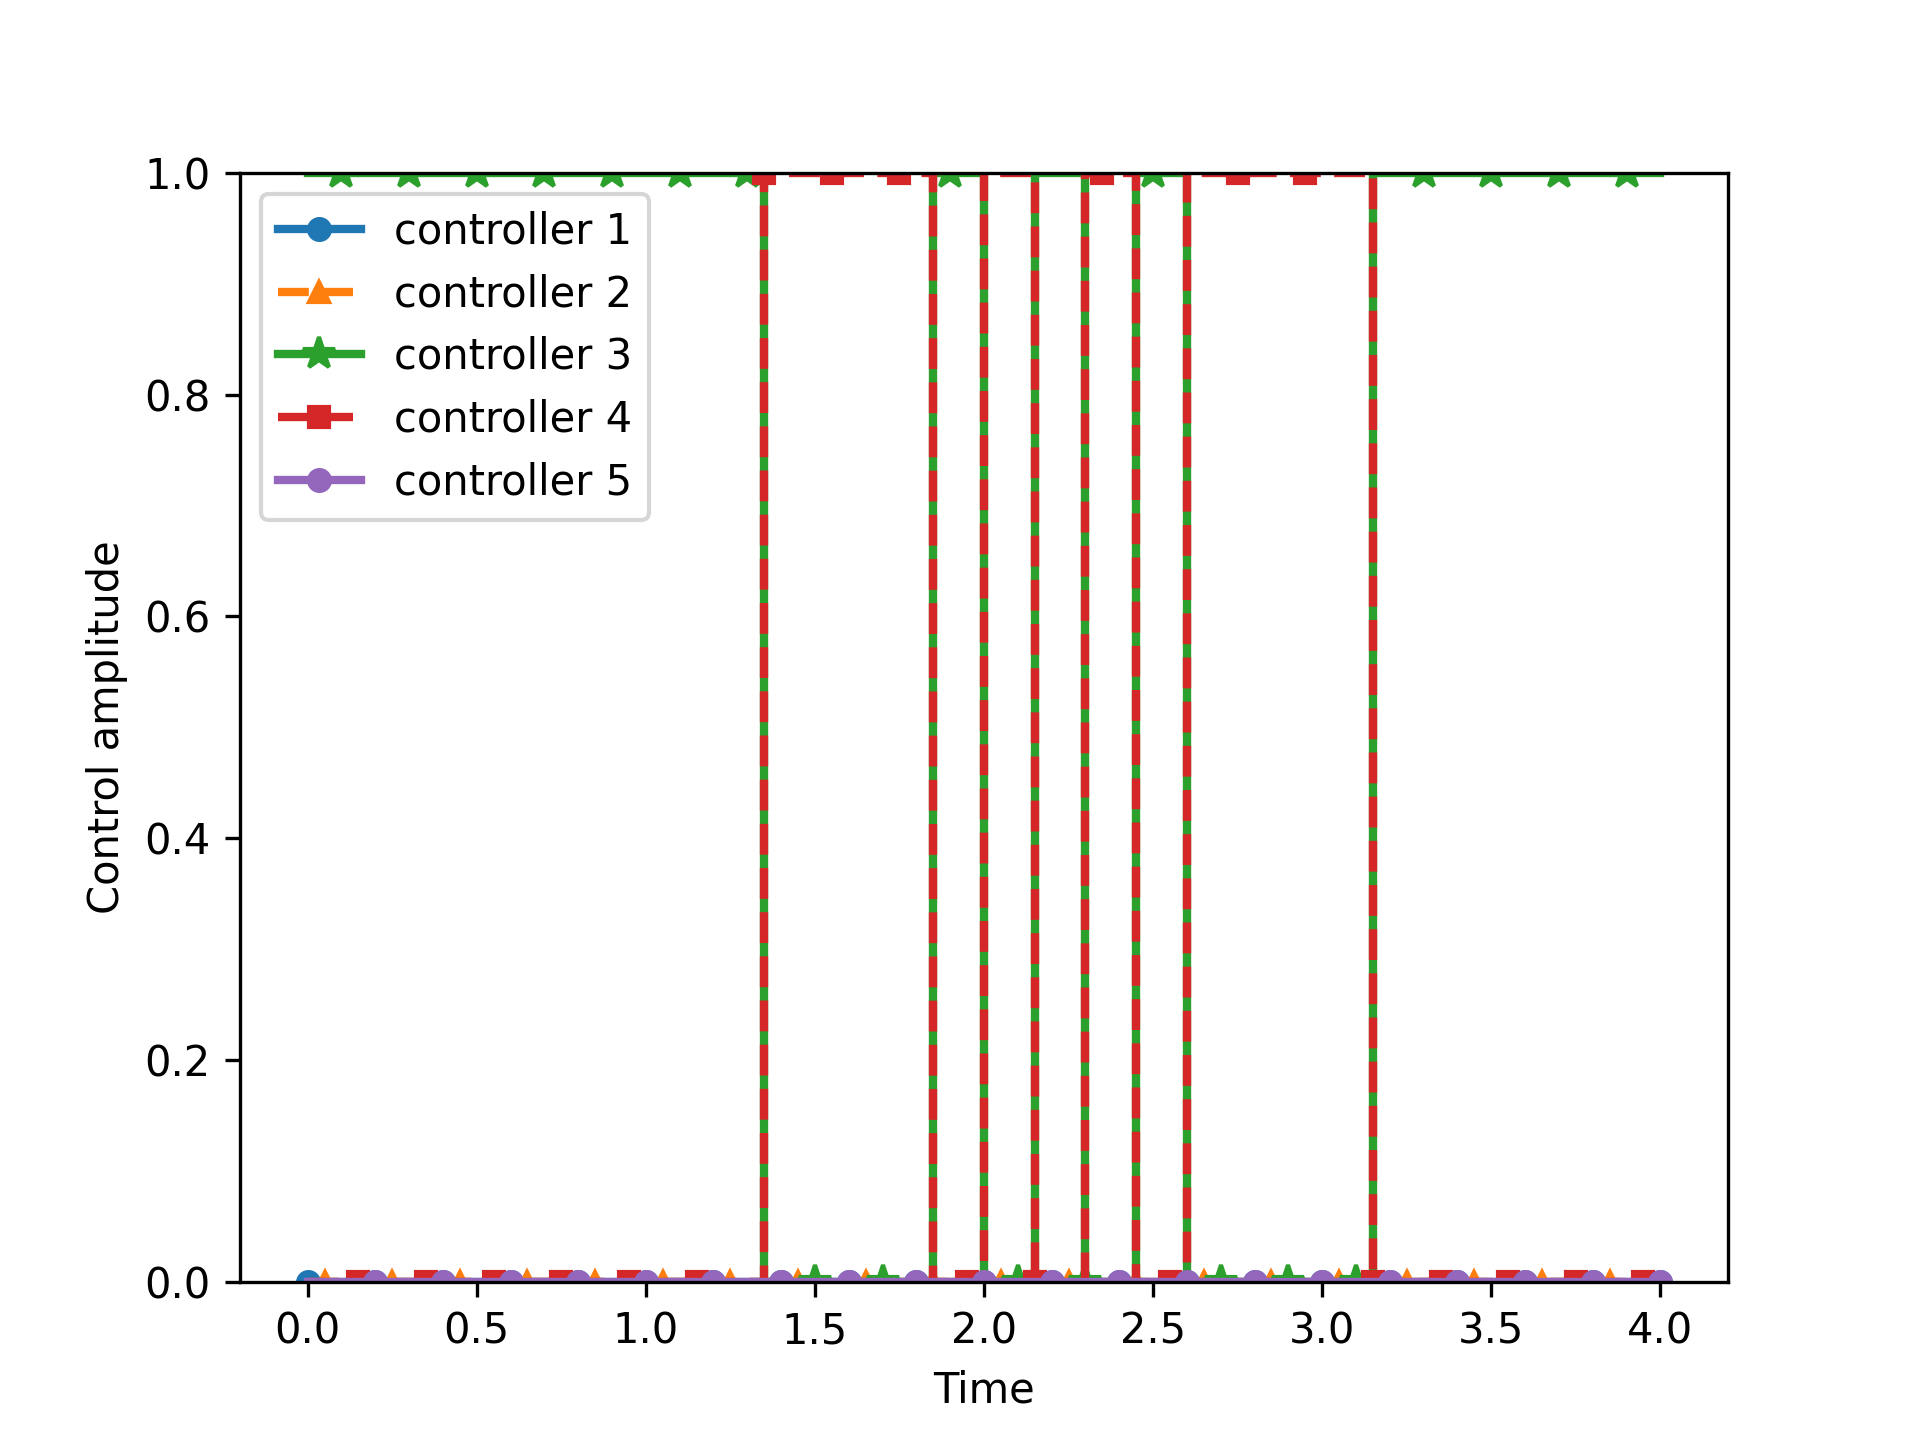 1.0
0.8
0.6
0.4
0.2
0.0
Control amplitude
controller 1
controller 2
controller 3
controller 4
controller 5
0.0 0.5 1.0 1.5 2.0 2.5 3.0 3.5 4.0
Time